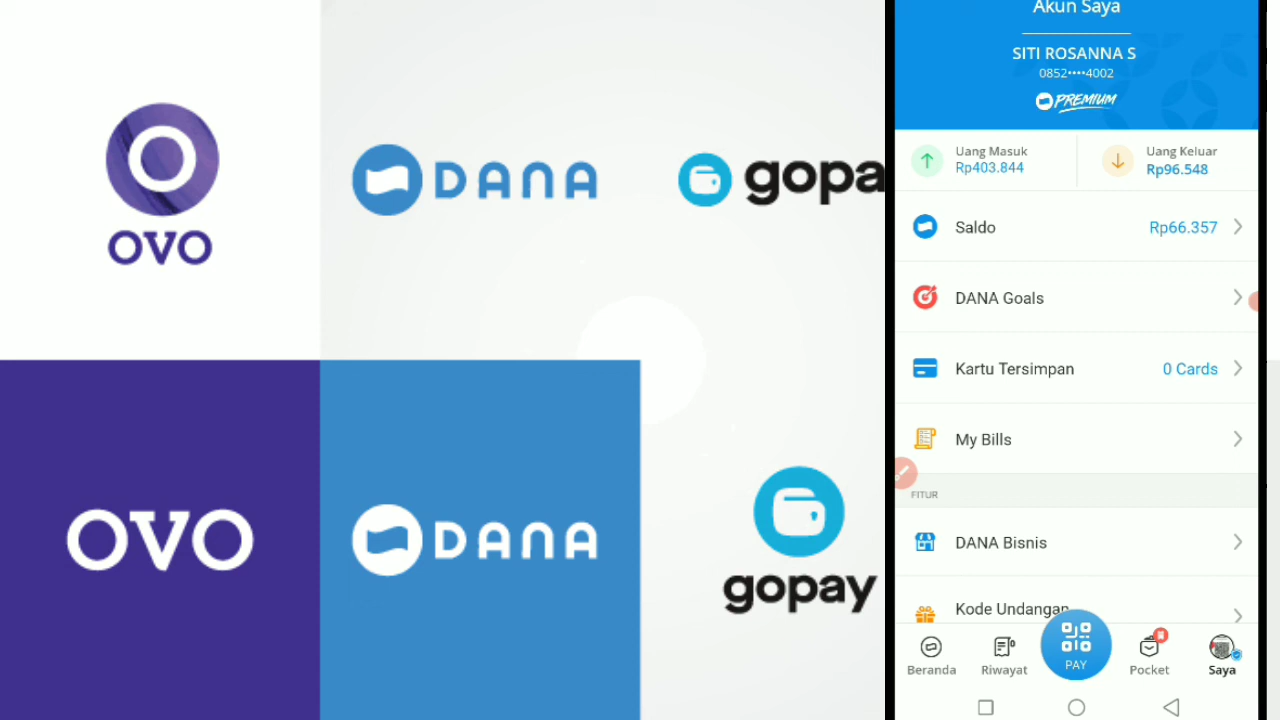 OVO
DANA
gopa
OVO
DANA
gopay
Akun Saya
SITI ROSANNA S
0852••••4002
PREMIUM
Uang Masuk
Rp403.844
Uang Keluar
Rp96.548
Saldo
Rp66.357
DANA Goals
Kartu Tersimpan
0 Cards
My Bills
FITUR
DANA Bisnis
Kode Undangan
PAY
Beranda
Riwayat
Pocket
Saya